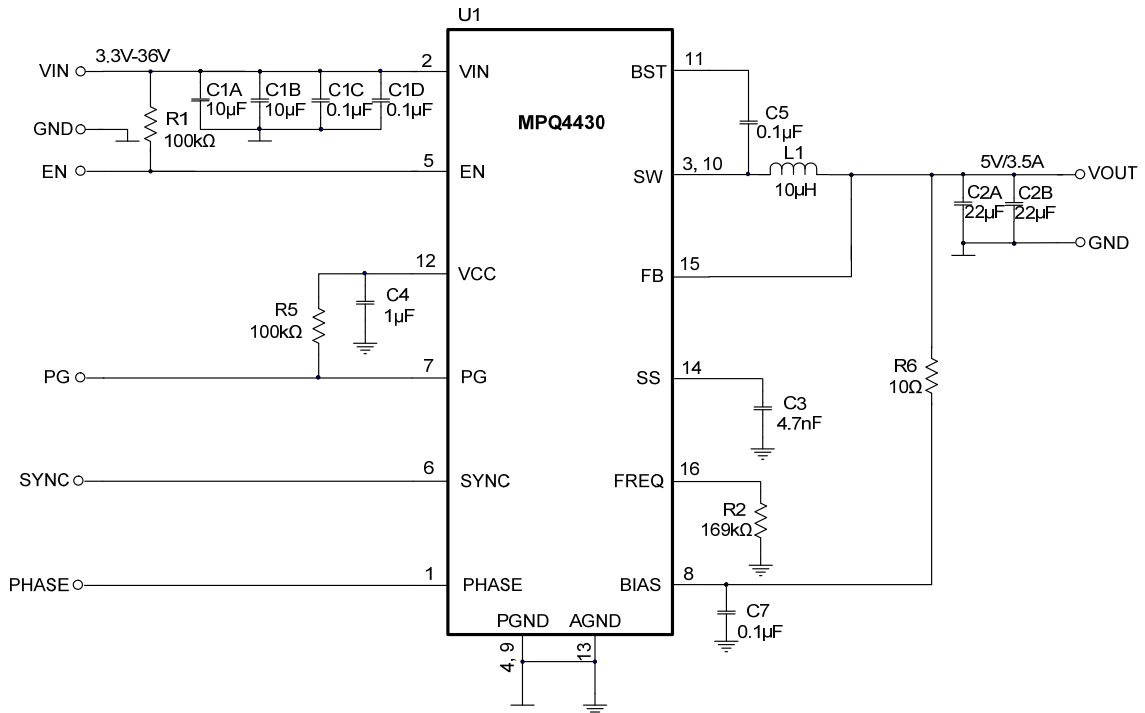 U1
3.3V-36V
VIN
2
VIN
C1A
10µF
C1B
10µF
C1C
0.1µF
C1D
0.1µF
GND
R1
100kΩ
EN
5
EN
MPQ4430
BST
11
C5
0.1µF
SW
3, 10
L1
10µH
5V/3.5A
VOUT
C2A
22µF
C2B
22µF
GND
12
VCC
FB
15
R5
100kΩ
C4
1µF
PG
7
PG
SS
14
C3
4.7nF
R6
10Ω
SYNC
6
SYNC
FREQ
16
R2
169kΩ
PHASE
1
PHASE
BIAS
8
C7
0.1µF
PGND
AGND
4, 9
13